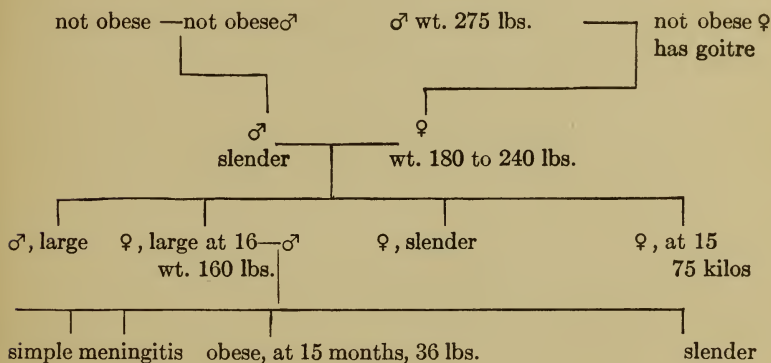 not obese —not obese♂ ♂ wt. 275 lbs. not obese ♀
has goitre
♂ ♀
slender wt. 180 to 240 lbs.
♂, large ♀, large at 16—♂ ♀, slender ♀, at 15
wt. 160 lbs. 75 kilos
simple meningitis obese, at 15 months, 36 lbs. slender